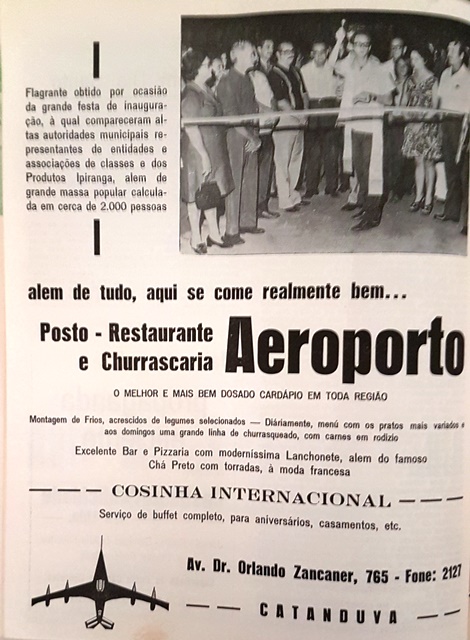 Flagrante obtido por ocasião
da grande festa de inaugura-
ção, à qual compareceram al-
tas autoridades municipais re-
presentantes de entidades e
associações de classes e dos
Produtos Ipiranga, alem de
grande massa popular calcula-
da em cerca de 2.000 pessoas
alem de tudo, aqui se come realmente bem...
Posto - Restaurante
e Churrascaria
Aeroporto
O MELHOR E MAIS BEM DOSADO CARDÁPIO EM TODA REGIÃO
Montagem de Frios, acrescidos de legumes selecionados — Diáriamente, menú com os pratos mais variados e
aos domingos uma grande linha de churrasqueado, com carnes em rodizio
Excelente Bar e Pizzaria com moderníssima Lanchonete, alem do famoso
Chá Preto com torradas, à moda francesa
— — — COSINHA INTERNACIONAL — — —
Serviço de buffet completo, para aniversários, casamentos, etc.
Av. Dr. Orlando Zancaner, 765 - Fone: 2127
— — CATANDUVA — —